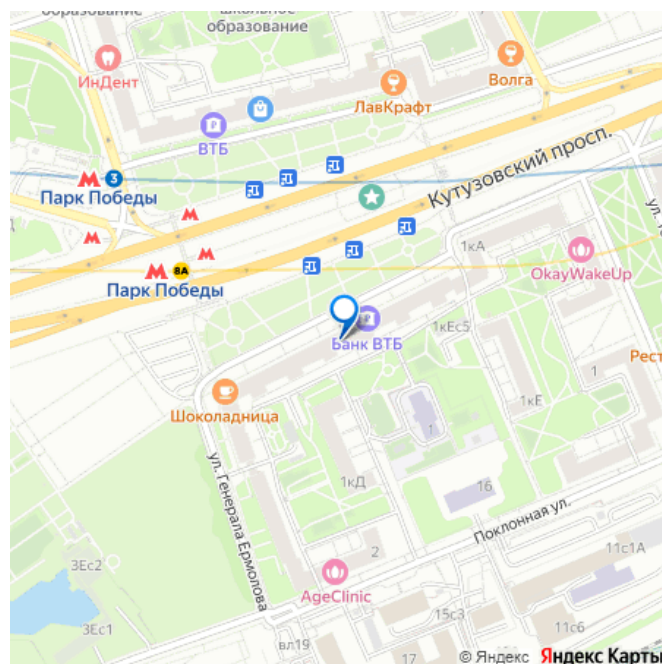 образование
школьное
образование
ИнДент
ЛавКрафт
Волга
ВТБ
М 3
Парк Победы
М
М
М
М 8А
Парк Победы
Кутузовский просп.
1кА
OkayWakeUp
Банк ВТБ
1кЕс5
Рест
1
Шоколадница
1кЕ
1
1кД
16
ул. Генерала Ермолова
Поклонная ул.
11с1А
3Ес2
2
AgeClinic
3Ес1
15с3
11с6
вл19
17
© Яндекс Яндекс Карты